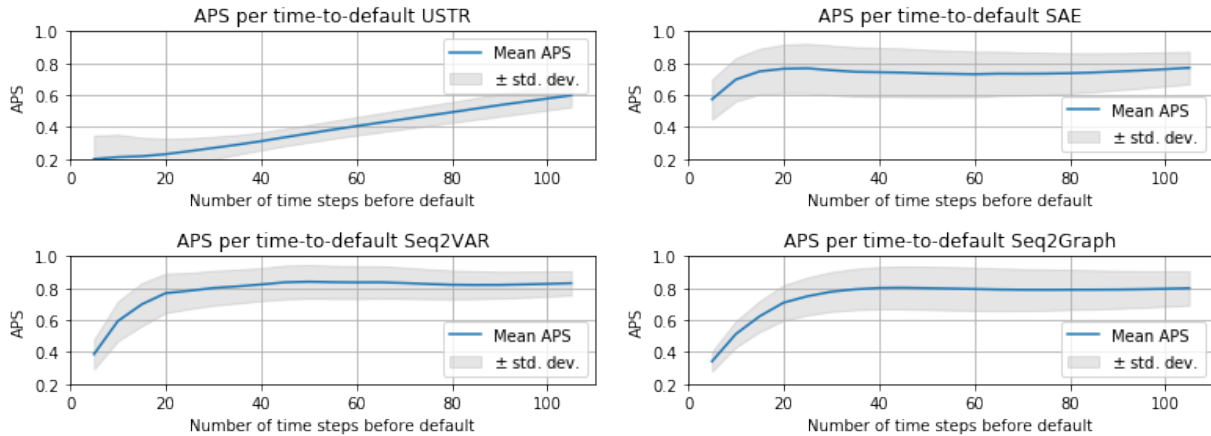 APS per time-to-default USTR
1.0
0.8
0.6
0.4
0.2
APS
Mean APS
± std. dev.
0 20 40 60 80 100
Number of time steps before default
APS per time-to-default SAE
1.0
0.8
0.6
0.4
0.2
APS
Mean APS
± std. dev.
0 20 40 60 80 100
Number of time steps before default
APS per time-to-default Seq2VAR
1.0
0.8
0.6
0.4
0.2
APS
Mean APS
± std. dev.
0 20 40 60 80 100
Number of time steps before default
APS per time-to-default Seq2Graph
1.0
0.8
0.6
0.4
0.2
APS
Mean APS
± std. dev.
0 20 40 60 80 100
Number of time steps before default